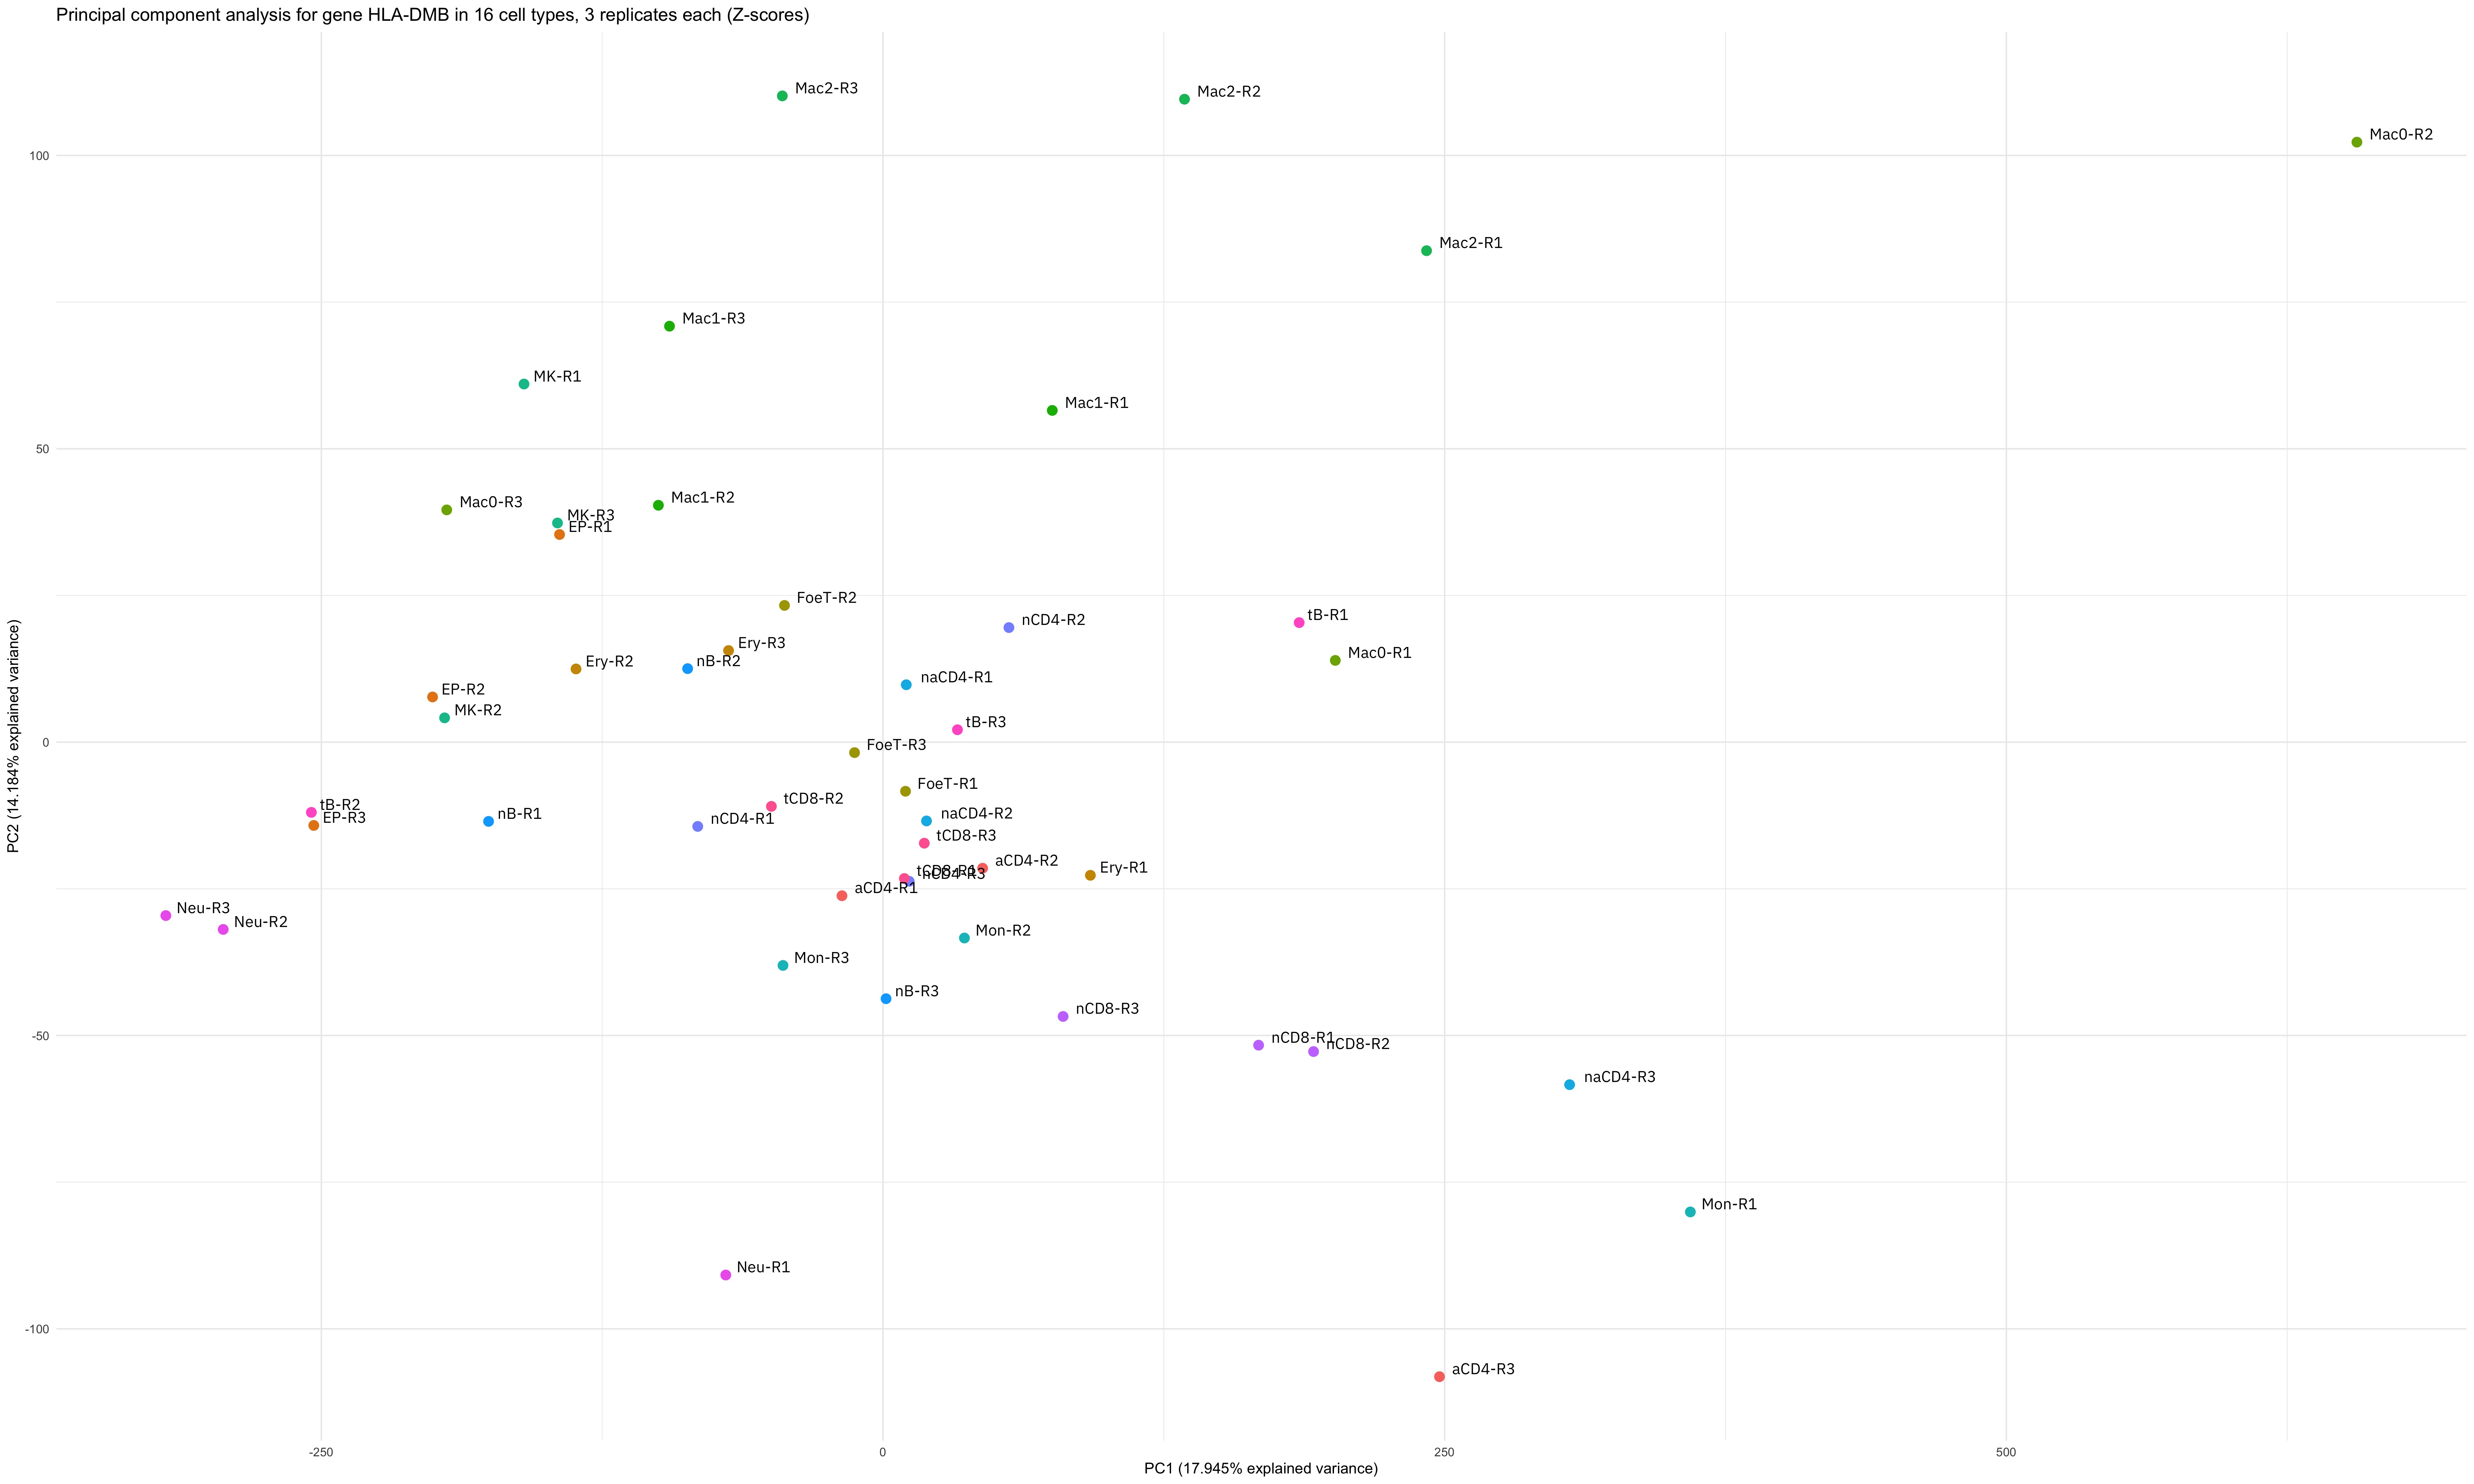 Principal component analysis for gene HLA-DMB in 16 cell types, 3 replicates each (Z-scores)
Mac2-R3
Mac2-R2
Mac0-R2
100
Mac2-R1
Mac1-R3
MK-R1
Mac1-R1
50
Mac1-R2
Mac0-R3
MK-R3
EP-R1
FoeT-R2
nCD4-R2
tB-R1
Ery-R3
Mac0-R1
Ery-R2
nB-R2
naCD4-R1
EP-R2
MK-R2
tB-R3
0
FoeT-R3
PC2 (14.184% explained variance)
FoeT-R1
tCD8-R2
tB-R2
nB-R1
naCD4-R2
EP-R3
nCD4-R1
tCD8-R3
aCD4-R2
Ery-R1
tCD8-R1
nCD4-R3
aCD4-R1
Neu-R3
Neu-R2
Mon-R2
Mon-R3
nB-R3
nCD8-R3
-50
nCD8-R1
nCD8-R2
naCD4-R3
Mon-R1
Neu-R1
-100
aCD4-R3
-250
0
250
500
PC1 (17.945% explained variance)